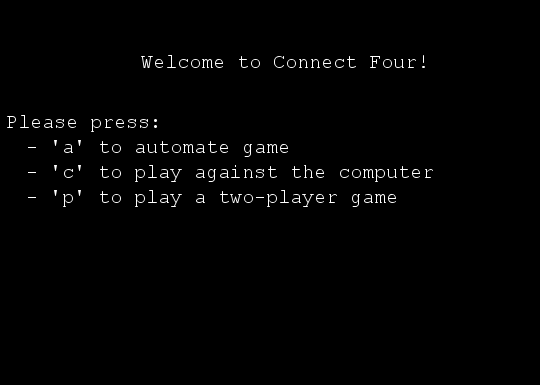 Welcome to Connect Four!
Please press:
- 'a' to automate game
- 'c' to play against the computer
- 'p' to play a two-player game